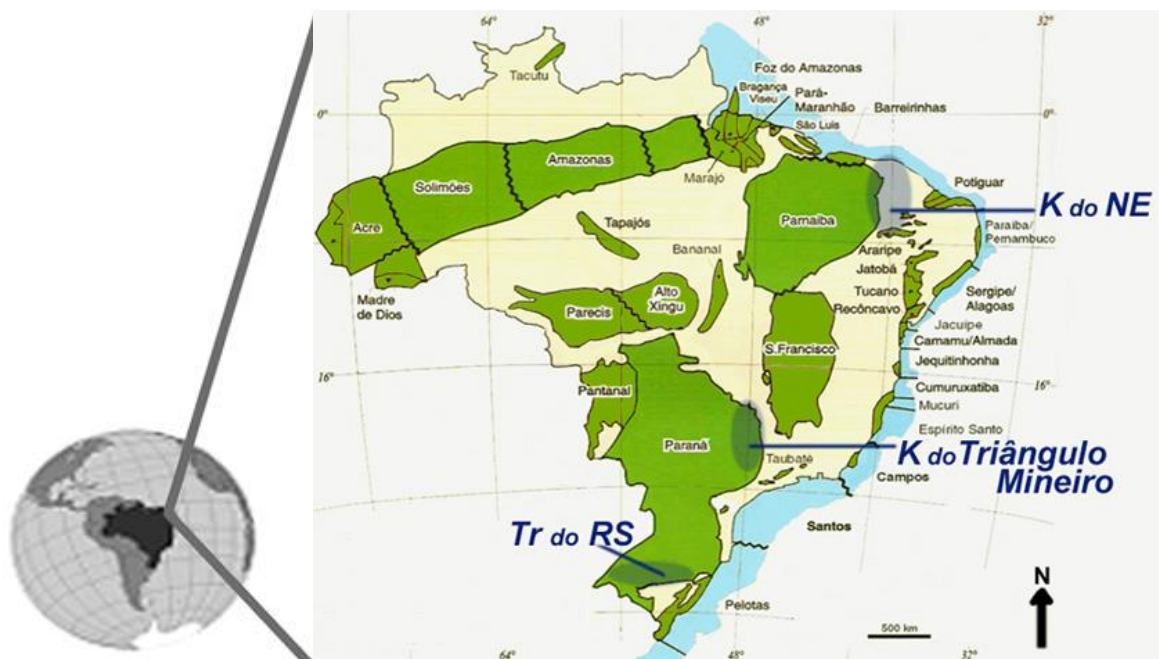 64°
48°
32°
Tacutu
Foz do Amazonas
Bragança
Viseu
Pará-
Maranhão
Barreirinhas
0°
São Luis
0°
Amazonas
Solimões
Marajó
Potiguar
K do NE
Parnaiba
Acre
Tapajós
Paraiba/
Pernambuco
Bananal
Araripe
Jatobá
Madre
de Dios
Alto
Xingu
Tucano
Sergipe/
Alagoas
Parecis
Recôncavo
Jacuipe
S.Francisco
Camamu/Almada
Jequitinhonha
16°
16°
Pantanal
Cumuruxatiba
Mucuri
Espírito Santo
Paraná
Taubaté
K do Triângulo
Mineiro
Campos
Santos
Tr do RS
N
Pelotas
500 km
64°
48°
32°